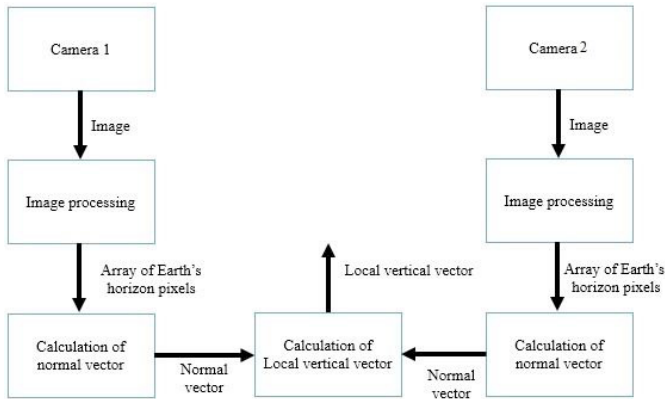 Camera 1
Camera 2
Image
Image
Image processing
Image processing
Array of Earth's
horizon pixels
Local vertical vector
Array of Earth's
horizon pixels
Calculation of
normal vector
Normal
vector
Calculation of
Local vertical vector
Normal
vector
Calculation of
normal vector